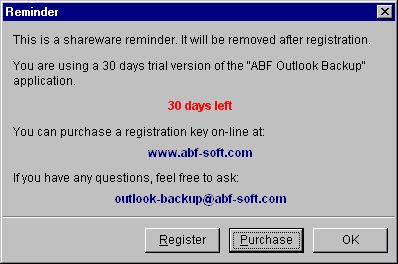 Reminder
This is a shareware reminder. It will be removed after registration.
You are using a 30 days trial version of the "ABF Outlook Backup"
application.
30 days left
You can purchase a registration key on-line at:
www.abf-soft.com
If you have any questions, feel free to ask:
outlook-backup@abf-soft.com
Register Purchase OK